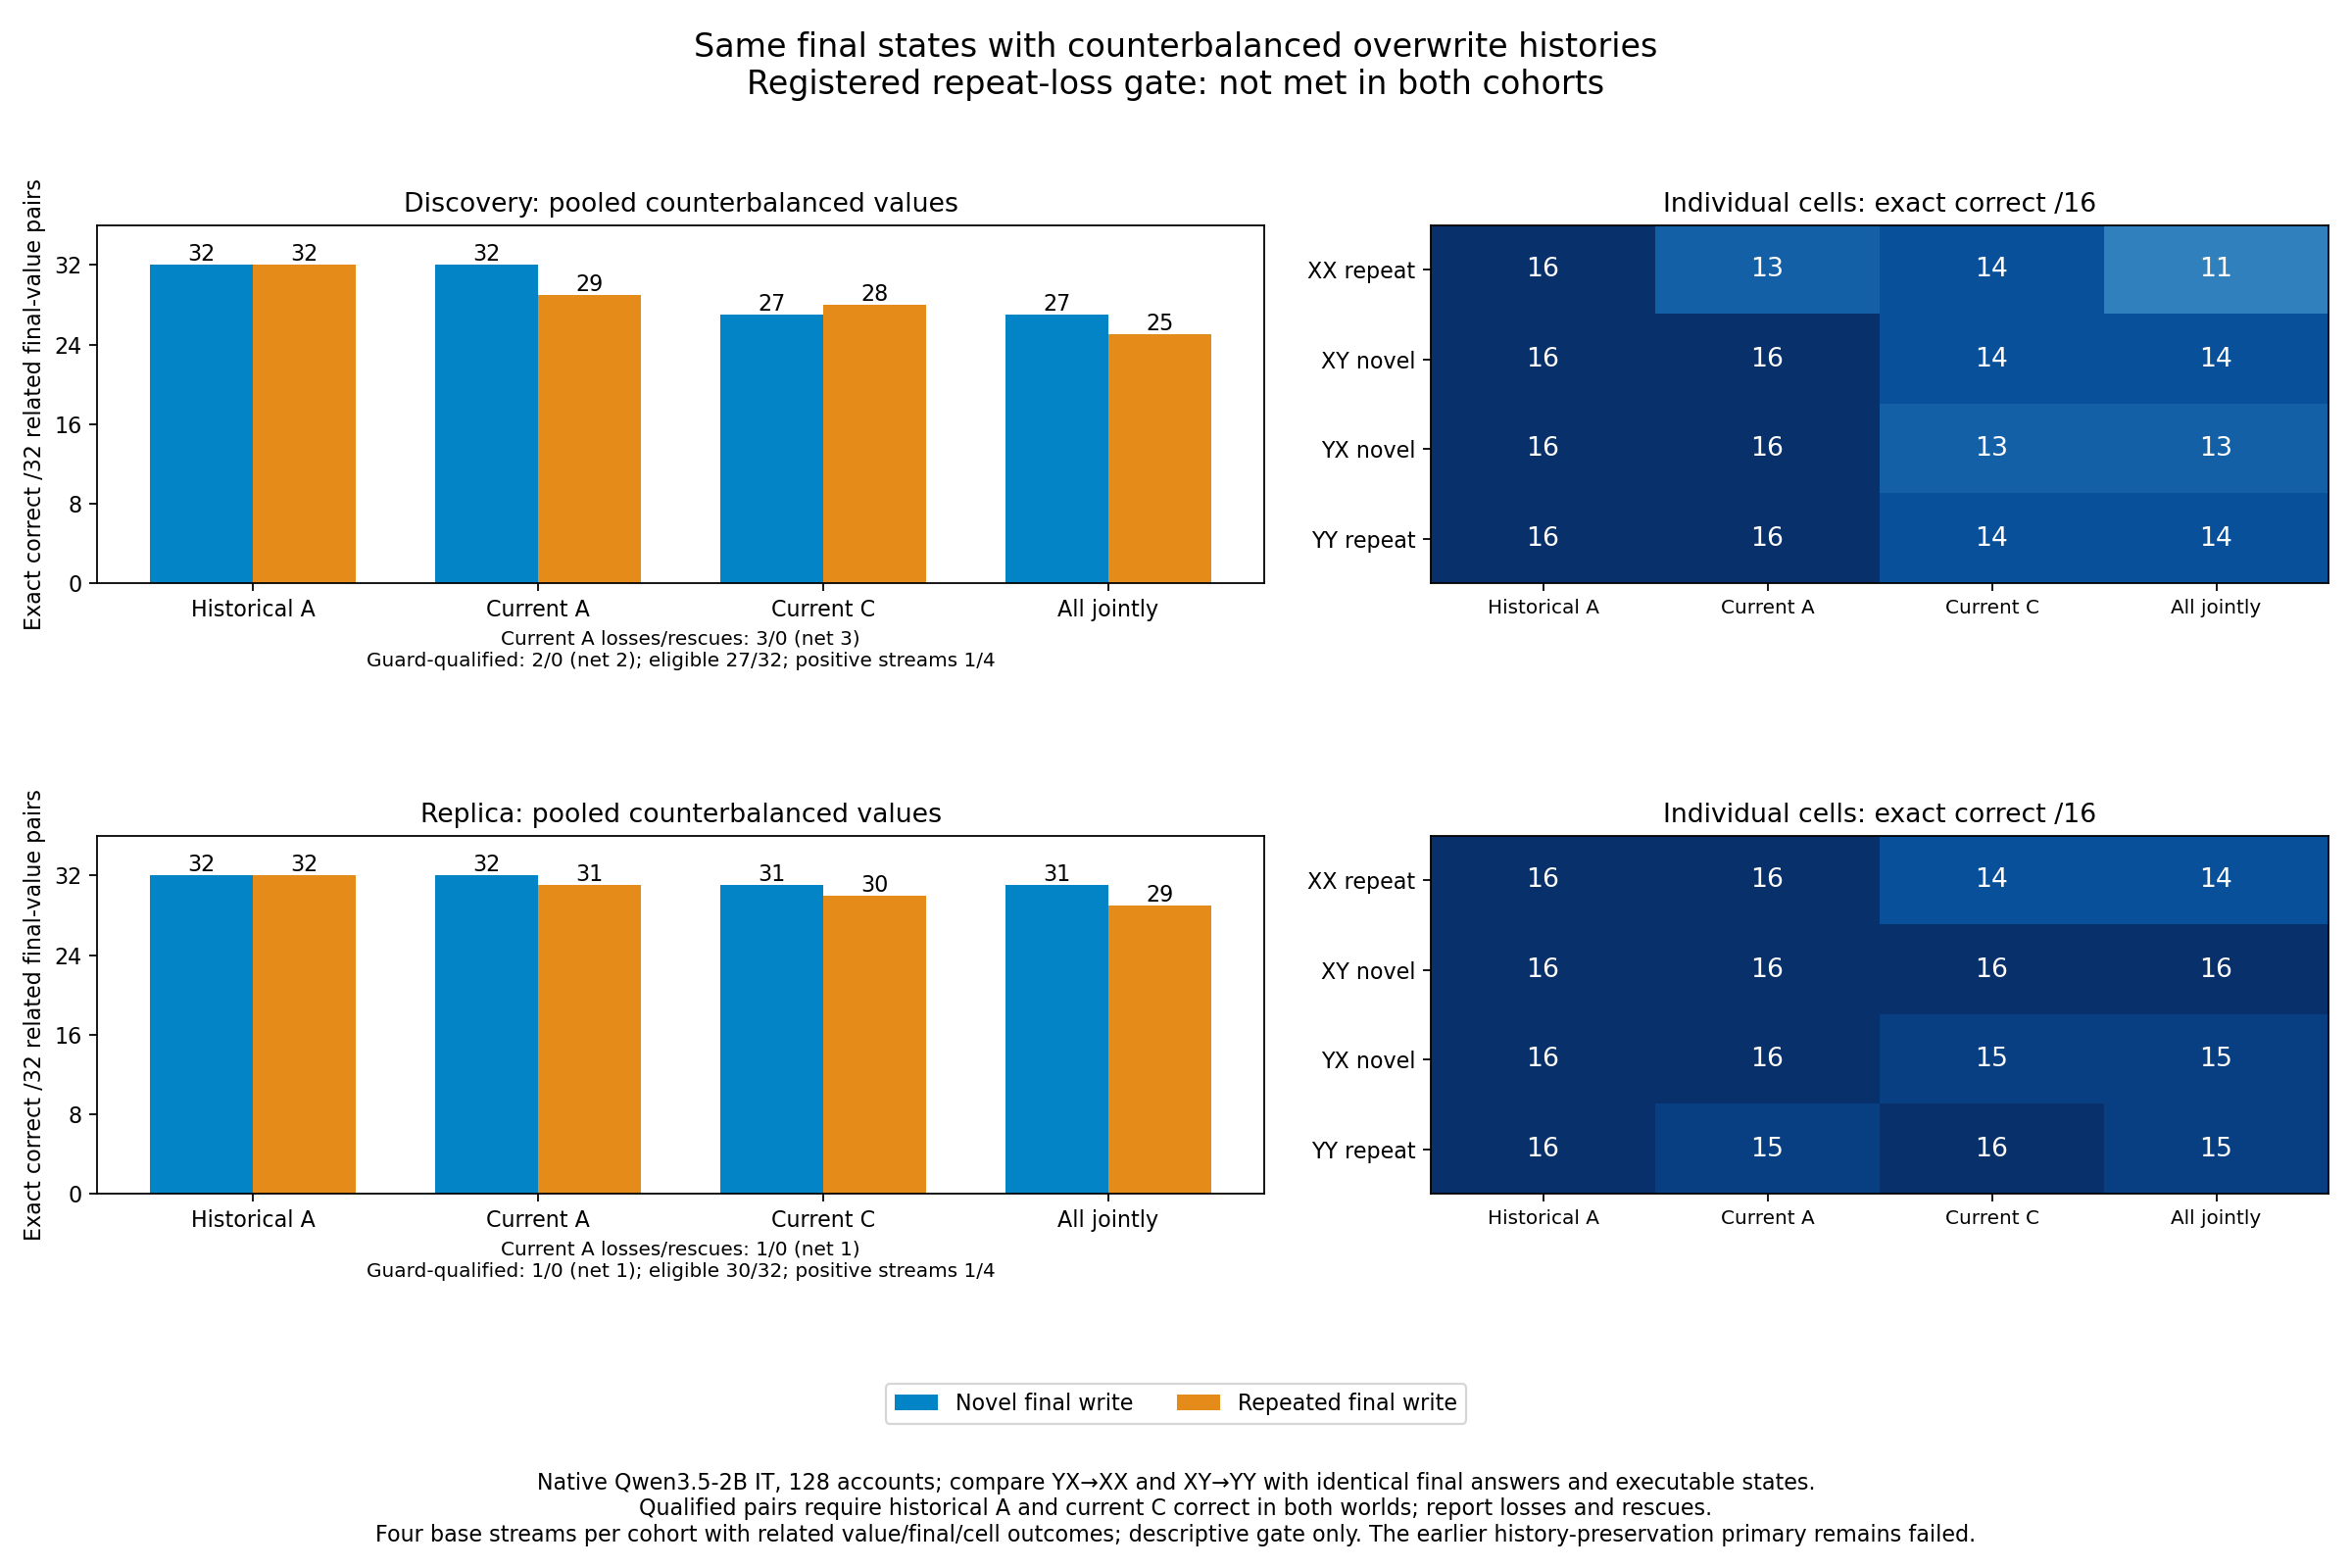 Same final states with counterbalanced overwrite histories
Registered repeat-loss gate: not met in both cohorts
Discovery: pooled counterbalanced values
Exact correct /32 related final-value pairs
32
24
16
8
0
32 32 32 29 27 28 27 25
Historical A Current A Current C All jointly
Current A losses/rescues: 3/0 (net 3)
Guard-qualified: 2/0 (net 2); eligible 27/32; positive streams 1/4
Individual cells: exact correct /16
XX repeat 16 13 14 11
XY novel 16 16 14 14
YX novel 16 16 13 13
YY repeat 16 16 14 14
Historical A Current A Current C All jointly
Replica: pooled counterbalanced values
Exact correct /32 related final-value pairs
32
24
16
8
0
32 32 32 31 31 30 31 29
Historical A Current A Current C All jointly
Current A losses/rescues: 1/0 (net 1)
Guard-qualified: 1/0 (net 1); eligible 30/32; positive streams 1/4
Individual cells: exact correct /16
XX repeat 16 16 14 14
XY novel 16 16 16 16
YX novel 16 16 15 15
YY repeat 16 15 16 15
Historical A Current A Current C All jointly
Novel final write Repeated final write
Native Qwen3.5-2B IT, 128 accounts; compare YX→XX and XY→YY with identical final answers and executable states.
Qualified pairs require historical A and current C correct in both worlds; report losses and rescues.
Four base streams per cohort with related value/final/cell outcomes; descriptive gate only. The earlier history-preservation primary remains failed.